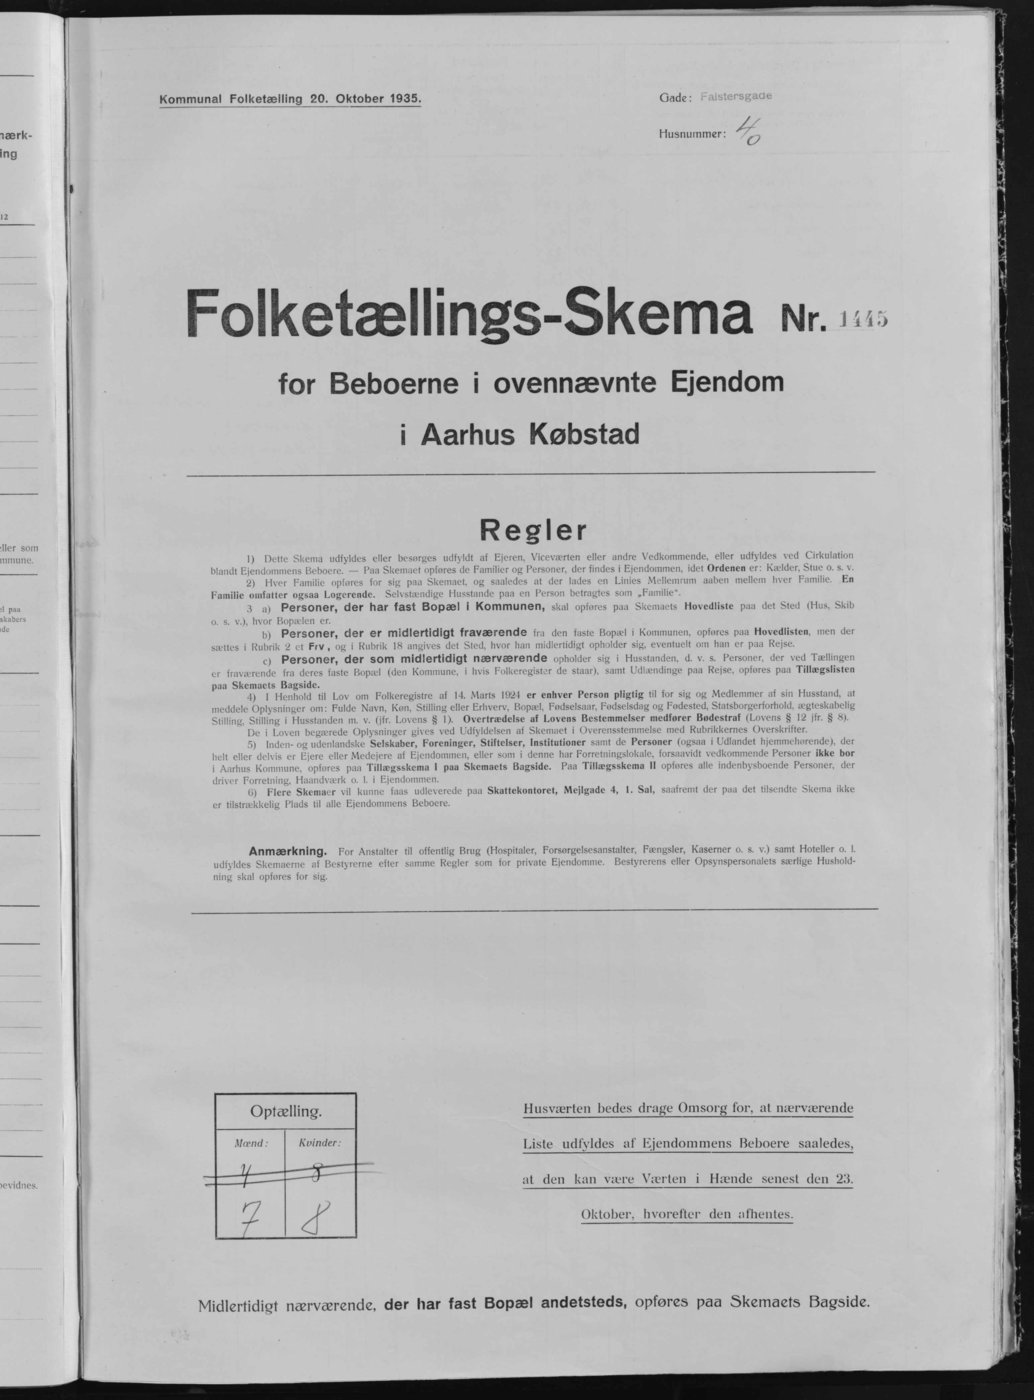 Kommunal Folketælling 20. Oktober 1935.
Gade: Falstersgade
Husnummer: 40
Folketællings-Skema Nr. 1445
for Beboerne i ovennævnte Ejendom
i Aarhus Købstad
Regler
1) Dette Skema udfyldes eller besørges udfyldt af Ejeren, Viceværten eller andre Vedkommende, eller udfyldes ved Cirkulation
blandt Ejendommens Beboere. — Paa Skemaet opføres de Familier og Personer, der findes i Ejendommen, idet Ordenen er: Kælder, Stue o. s. v.
2) Hver Familie opføres for sig paa Skemaet, og saaledes at der lades en Linies Mellemrum aaben mellem hver Familie. En
Familie omfatter ogsaa Logerende. Selvstændige Husstande paa en Person betragtes som „Familie“.
3 a) Personer, der har fast Bopæl i Kommunen, skal opføres paa Skemaets Hovedliste paa det Sted (Hus, Skib
o. s. v.), hvor Bopælen er.
b) Personer, der er midlertidigt fraværende fra den faste Bopæl i Kommunen, opføres paa Hovedlisten, men der
sættes i Rubrik 2 et Frv, og i Rubrik 18 angives det Sted, hvor han midlertidigt opholder sig, eventuelt om han er paa Rejse.
c) Personer, der som midlertidigt nærværende opholder sig i Husstanden, d. v. s. Personer, der ved Tællingen
er fraværende fra deres faste Bopæl (den Kommune, i hvis Folkeregister de staar), samt Udlændinge paa Rejse, opføres paa Tillægslisten
paa Skemaets Bagside.
4) I Henhold til Lov om Folkeregistre af 14. Marts 1924 er enhver Person pligtig til for sig og Medlemmer af sin Husstand, at
meddele Oplysninger om: Fulde Navn, Køn, Stilling eller Erhverv, Bopæl, Fødselsaar, Fødselsdag og Fødested, Statsborgerforhold, ægteskabelig
Stilling, Stilling i Husstanden m. v. (jfr. Lovens § 1). Overtrædelse af Lovens Bestemmelser medfører Bødestraf (Lovens § 12 jfr. § 8).
De i Loven begærede Oplysninger gives ved Udfyldelsen af Skemaet i Overensstemmelse med Rubrikkernes Overskrifter.
5) Inden- og udenlandske Selskaber, Foreninger, Stiftelser, Institutioner samt de Personer (ogsaa i Udlandet hjemmehørende), der
helt eller delvis er Ejere eller Medejere af Ejendommen, eller som i denne har Forretningslokale, forsaavidt vedkommende Personer ikke bor
i Aarhus Kommune, opføres paa Tillægsskema I paa Skemaets Bagside. Paa Tillægsskema II opføres alle indenbysboende Personer, der
driver Forretning, Haandværk o. l. i Ejendommen.
6) Flere Skemaer vil kunne faas udleverede paa Skattekontoret, Mejlgade 4, 1. Sal, saafremt der paa det tilsendte Skema ikke
er tilstrækkelig Plads til alle Ejendommens Beboere.
Anmærkning. For Anstalter til offentlig Brug (Hospitaler, Forsørgelsesanstalter, Fængsler, Kaserner o. s. v.) samt Hoteller o. l.
udfyldes Skemaerne af Bestyrerne efter samme Regler som for private Ejendomme. Bestyrerens eller Opsynspersonalets særlige Hushold-
ning skal opføres for sig.
Optælling.
Mænd: Kvinder:
8
7 8
Husværten bedes drage Omsorg for, at nærværende
Liste udfyldes af Ejendommens Beboere saaledes,
at den kan være Værten i Hænde senest den 23.
Oktober, hvorefter den afhentes.
Midlertidigt nærværende, der har fast Bopæl andetsteds, opføres paa Skemaets Bagside.